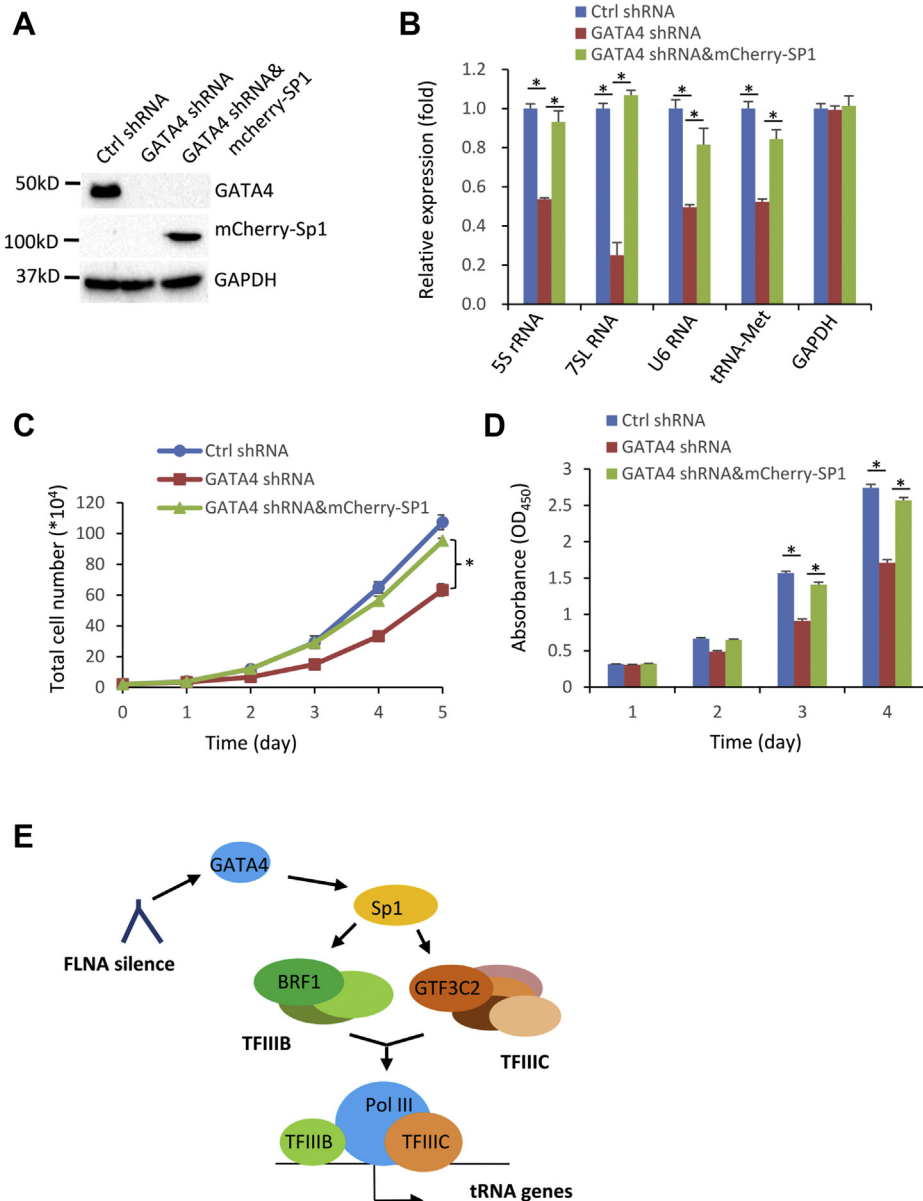 A
Ctrl shRNA
GATA4 shRNA
GATA4 shRNA&
mcherry-SP1
50kD
GATA4
100kD
mCherry-Sp1
37kD
GAPDH
B
Ctrl shRNA
GATA4 shRNA
GATA4 shRNA&mCherry-SP1
Relative expression (fold)
1.2
1.0
0.8
0.6
0.4
0.2
0.0
* * * * * * * *
5S rRNA
7SL RNA
U6 RNA
tRNA-Met
GAPDH
C
Ctrl shRNA
GATA4 shRNA
GATA4 shRNA&mCherry-SP1
Total cell number (*10⁴)
120
100
80
60
40
20
0
*
0 1 2 3 4 5
Time (day)
D
Ctrl shRNA
GATA4 shRNA
GATA4 shRNA&mCherry-SP1
Absorbance (OD₄₅₀)
3
2.5
2
1.5
1
0.5
0
* * * *
1 2 3 4
Time (day)
E
GATA4
Sp1
FLNA silence
BRF1
GTF3C2
TFIIIB
TFIIIC
Pol III
TFIIIB
TFIIIC
tRNA genes